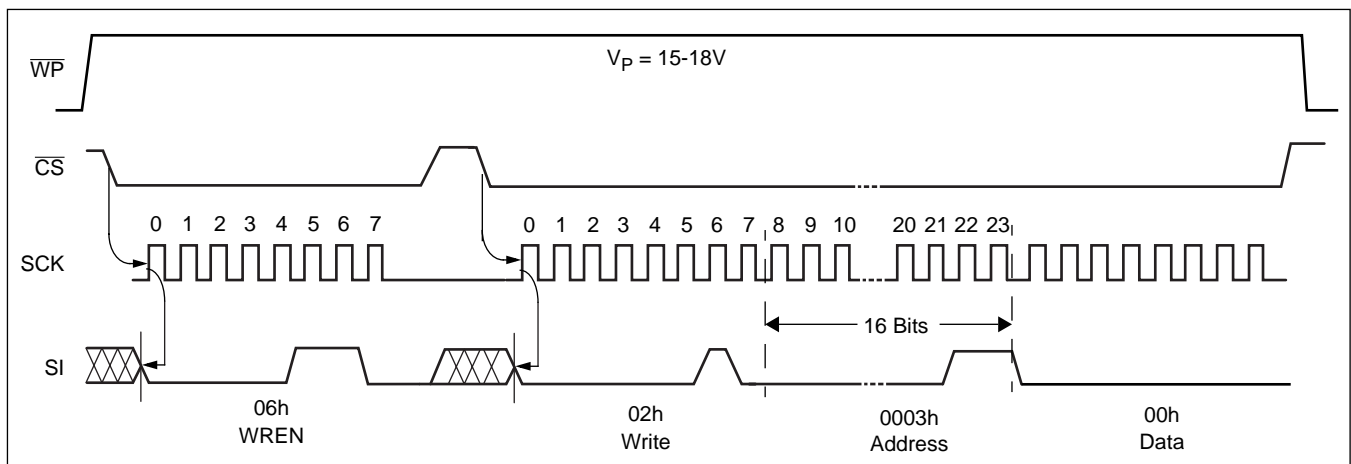 WP
V_P = 15-18V
CS
0 1 2 3 4 5 6 7 0 1 2 3 4 5 6 7 8 9 10 20 21 22 23
SCK
16 Bits
SI
06h
WREN
02h
Write
0003h
Address
00h
Data